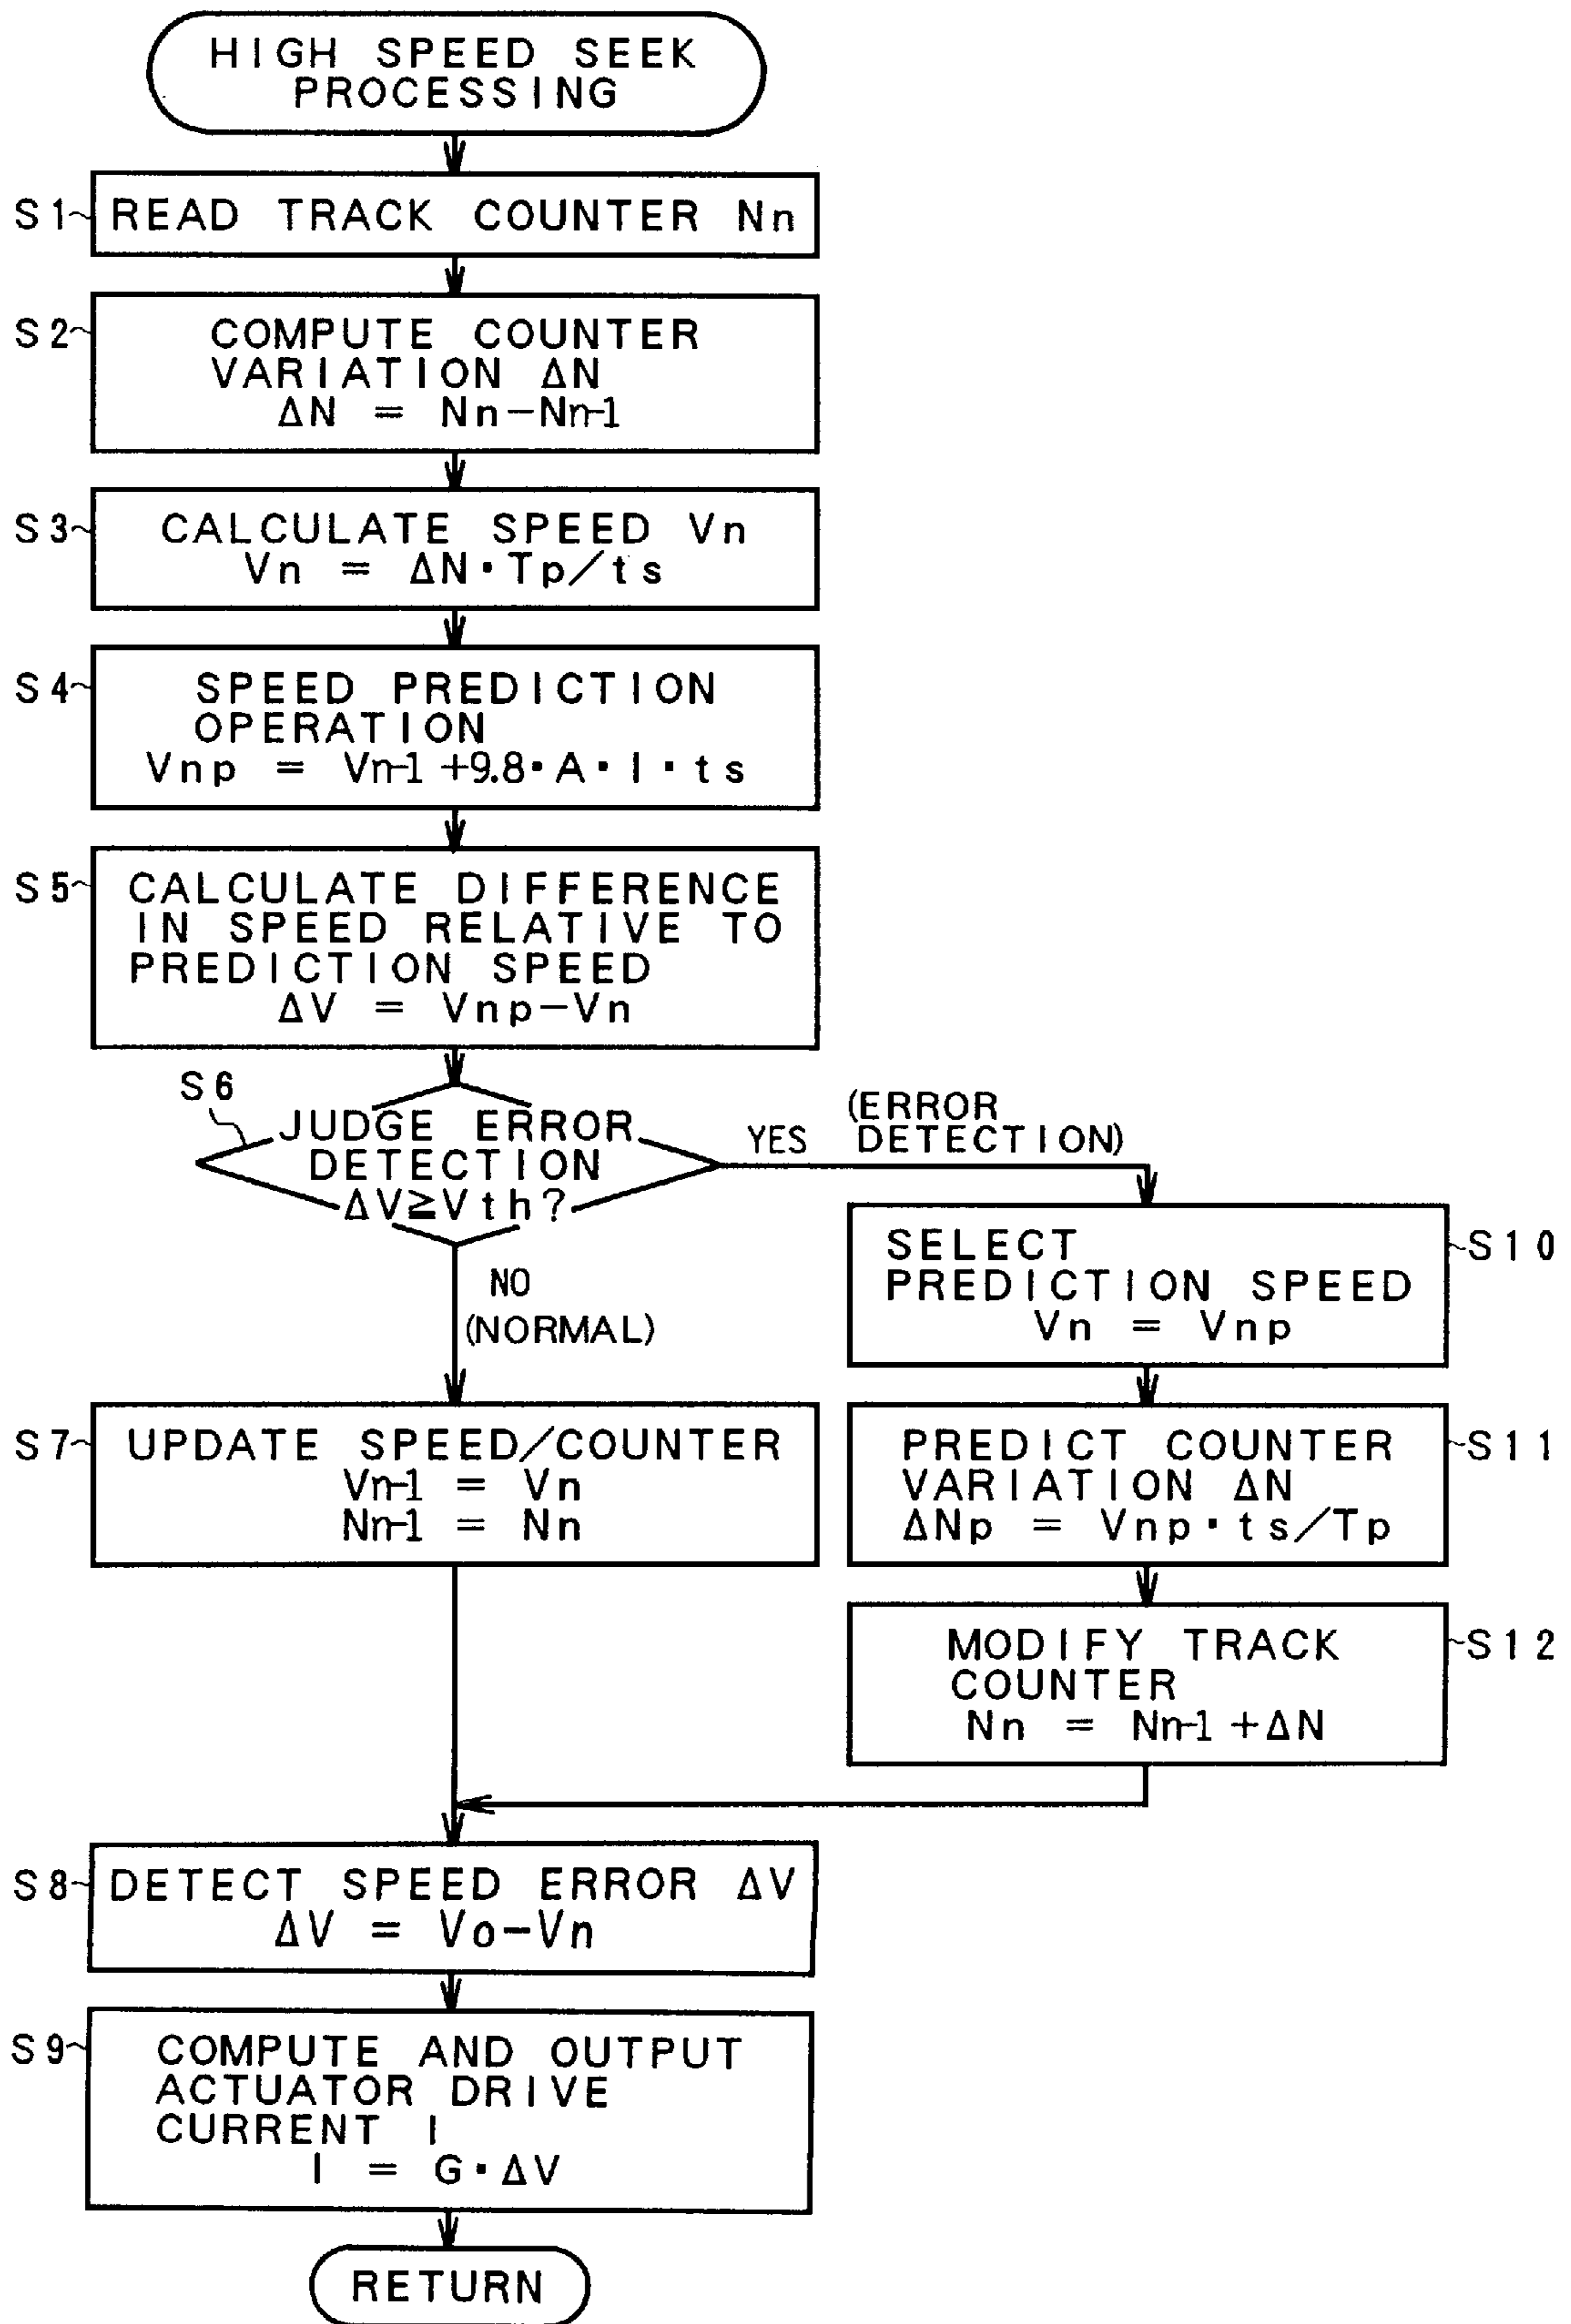 HIGH SPEED SEEK
PROCESSING
S1
READ TRACK COUNTER Nn
S2
COMPUTE COUNTER
VARIATION ΔN
ΔN = Nn-Nn-1
S3
CALCULATE SPEED Vn
Vn = ΔN·Tp/ts
S4
SPEED PREDICTION
OPERATION
Vnp = Vn-1+9.8·A·I·ts
S5
CALCULATE DIFFERENCE
IN SPEED RELATIVE TO
PREDICTION SPEED
ΔV = Vnp-Vn
S6
JUDGE ERROR
DETECTION
ΔV≧Vth?
YES
(ERROR
DETECTION)
NO
(NORMAL)
S10
SELECT
PREDICTION SPEED
Vn = Vnp
S7
UPDATE SPEED/COUNTER
Vn-1 = Vn
Nn-1 = Nn
S11
PREDICT COUNTER
VARIATION ΔN
ΔNp = Vnp·ts/Tp
S12
MODIFY TRACK
COUNTER
Nn = Nn-1+ΔN
S8
DETECT SPEED ERROR ΔV
ΔV = Vo-Vn
S9
COMPUTE AND OUTPUT
ACTUATOR DRIVE
CURRENT I
I = G·ΔV
RETURN